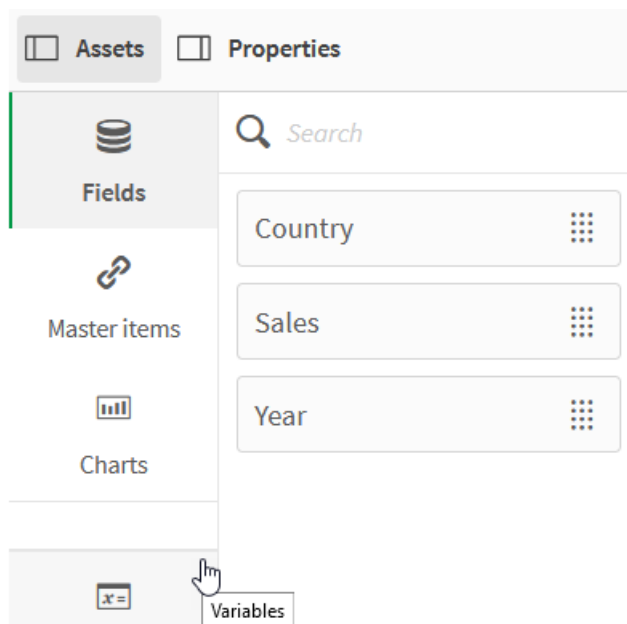 Assets Properties
Fields
Search
Country
Master items
Sales
Year
Charts
x=
Variables